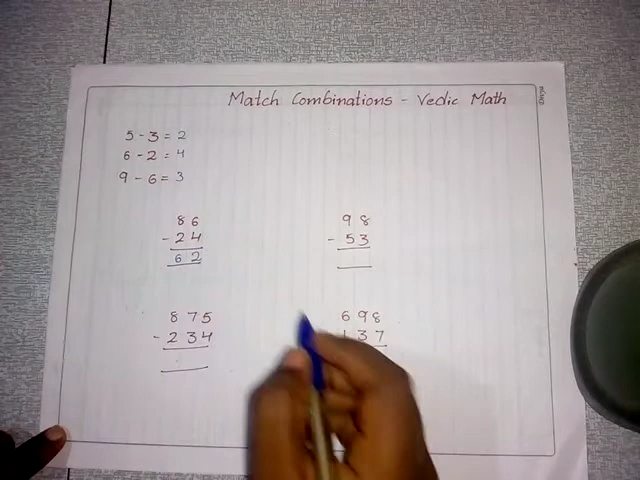 Match Combinations - Vedic Math
5 - 3 = 2
6 - 2 = 4
9 - 6 = 3
86
- 24
62
98
- 53
875
- 234
698
137